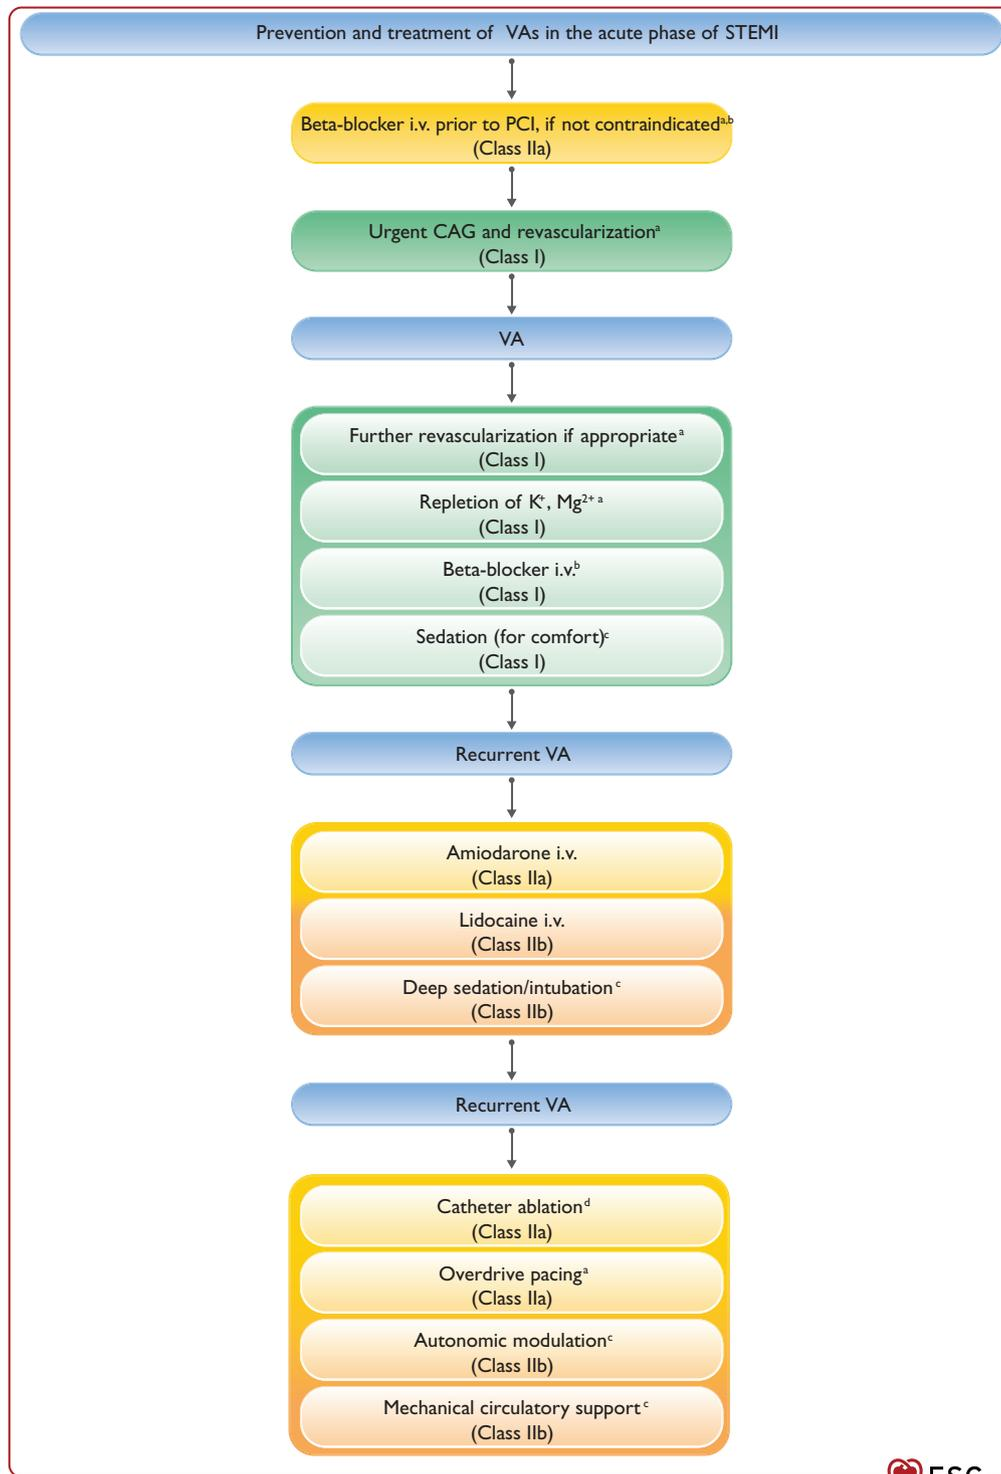 Prevention and treatment of VAs in the acute phase of STEMI
Beta-blocker i.v. prior to PCI, if not contraindicatedᵃ,ᵇ
(Class IIa)
Urgent CAG and revascularizationᵃ
(Class I)
VA
Further revascularization if appropriateᵃ
(Class I)
Repletion of K⁺, Mg²⁺ ᵃ
(Class I)
Beta-blocker i.v.ᵇ
(Class I)
Sedation (for comfort)ᶜ
(Class I)
Recurrent VA
Amiodarone i.v.
(Class IIa)
Lidocaine i.v.
(Class IIb)
Deep sedation/intubationᶜ
(Class IIb)
Recurrent VA
Catheter ablationᵈ
(Class IIa)
Overdrive pacingᵃ
(Class IIa)
Autonomic modulationᶜ
(Class IIb)
Mechanical circulatory supportᶜ
(Class IIb)
ESC